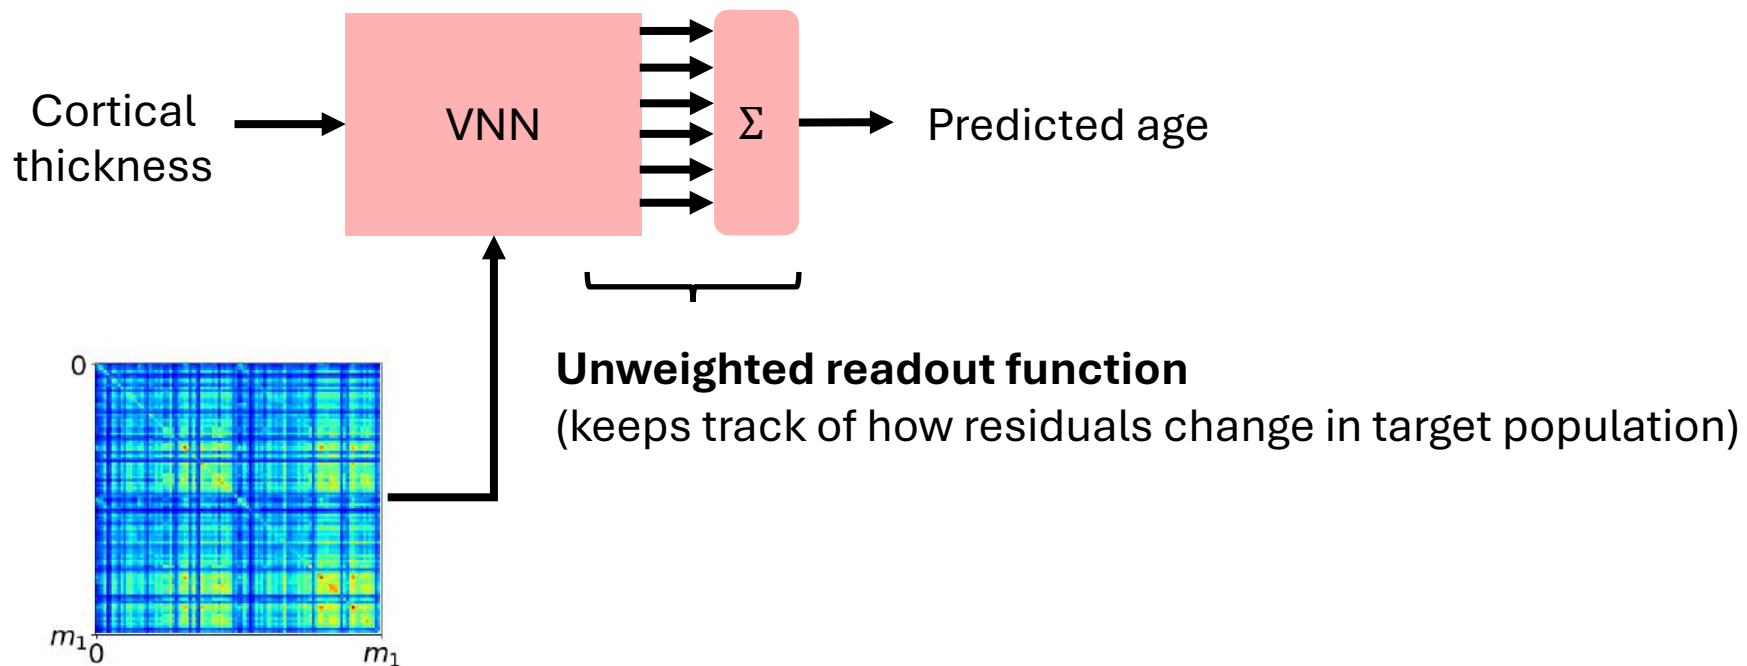 Cortical
thickness
VNN
Σ
Predicted age
Unweighted readout function
(keeps track of how residuals change in target population)
0
m₁
0
m₁